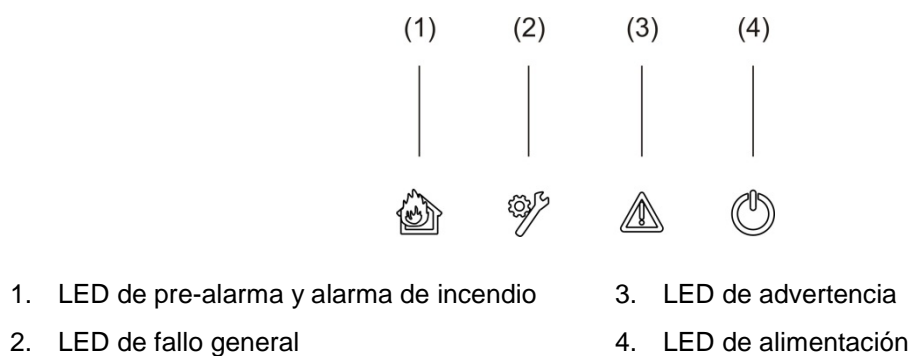 (1) (2) (3) (4)
1. LED de pre-alarma y alarma de incendio
2. LED de fallo general
3. LED de advertencia
4. LED de alimentación